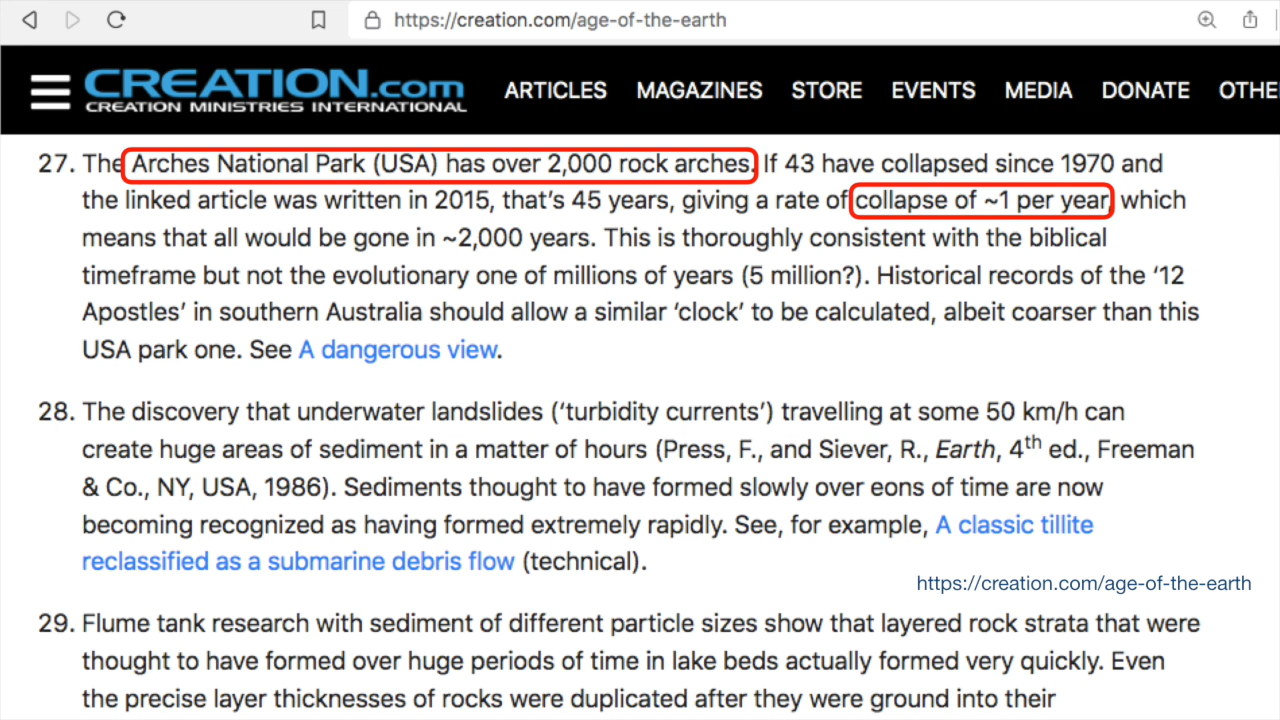 https://creation.com/age-of-the-earth
CREATION.com
CREATION MINISTRIES INTERNATIONAL
ARTICLES MAGAZINES STORE EVENTS MEDIA DONATE OTHE
27. The Arches National Park (USA) has over 2,000 rock arches. If 43 have collapsed since 1970 and
the linked article was written in 2015, that's 45 years, giving a rate of collapse of ~1 per year, which
means that all would be gone in ~2,000 years. This is thoroughly consistent with the biblical
timeframe but not the evolutionary one of millions of years (5 million?). Historical records of the '12
Apostles' in southern Australia should allow a similar 'clock' to be calculated, albeit coarser than this
USA park one. See A dangerous view.
28. The discovery that underwater landslides ('turbidity currents') travelling at some 50 km/h can
create huge areas of sediment in a matter of hours (Press, F., and Siever, R., Earth, 4th ed., Freeman
& Co., NY, USA, 1986). Sediments thought to have formed slowly over eons of time are now
becoming recognized as having formed extremely rapidly. See, for example, A classic tillite
reclassified as a submarine debris flow (technical).
https://creation.com/age-of-the-earth
29. Flume tank research with sediment of different particle sizes show that layered rock strata that were
thought to have formed over huge periods of time in lake beds actually formed very quickly. Even
the precise layer thicknesses of rocks were duplicated after they were ground into their